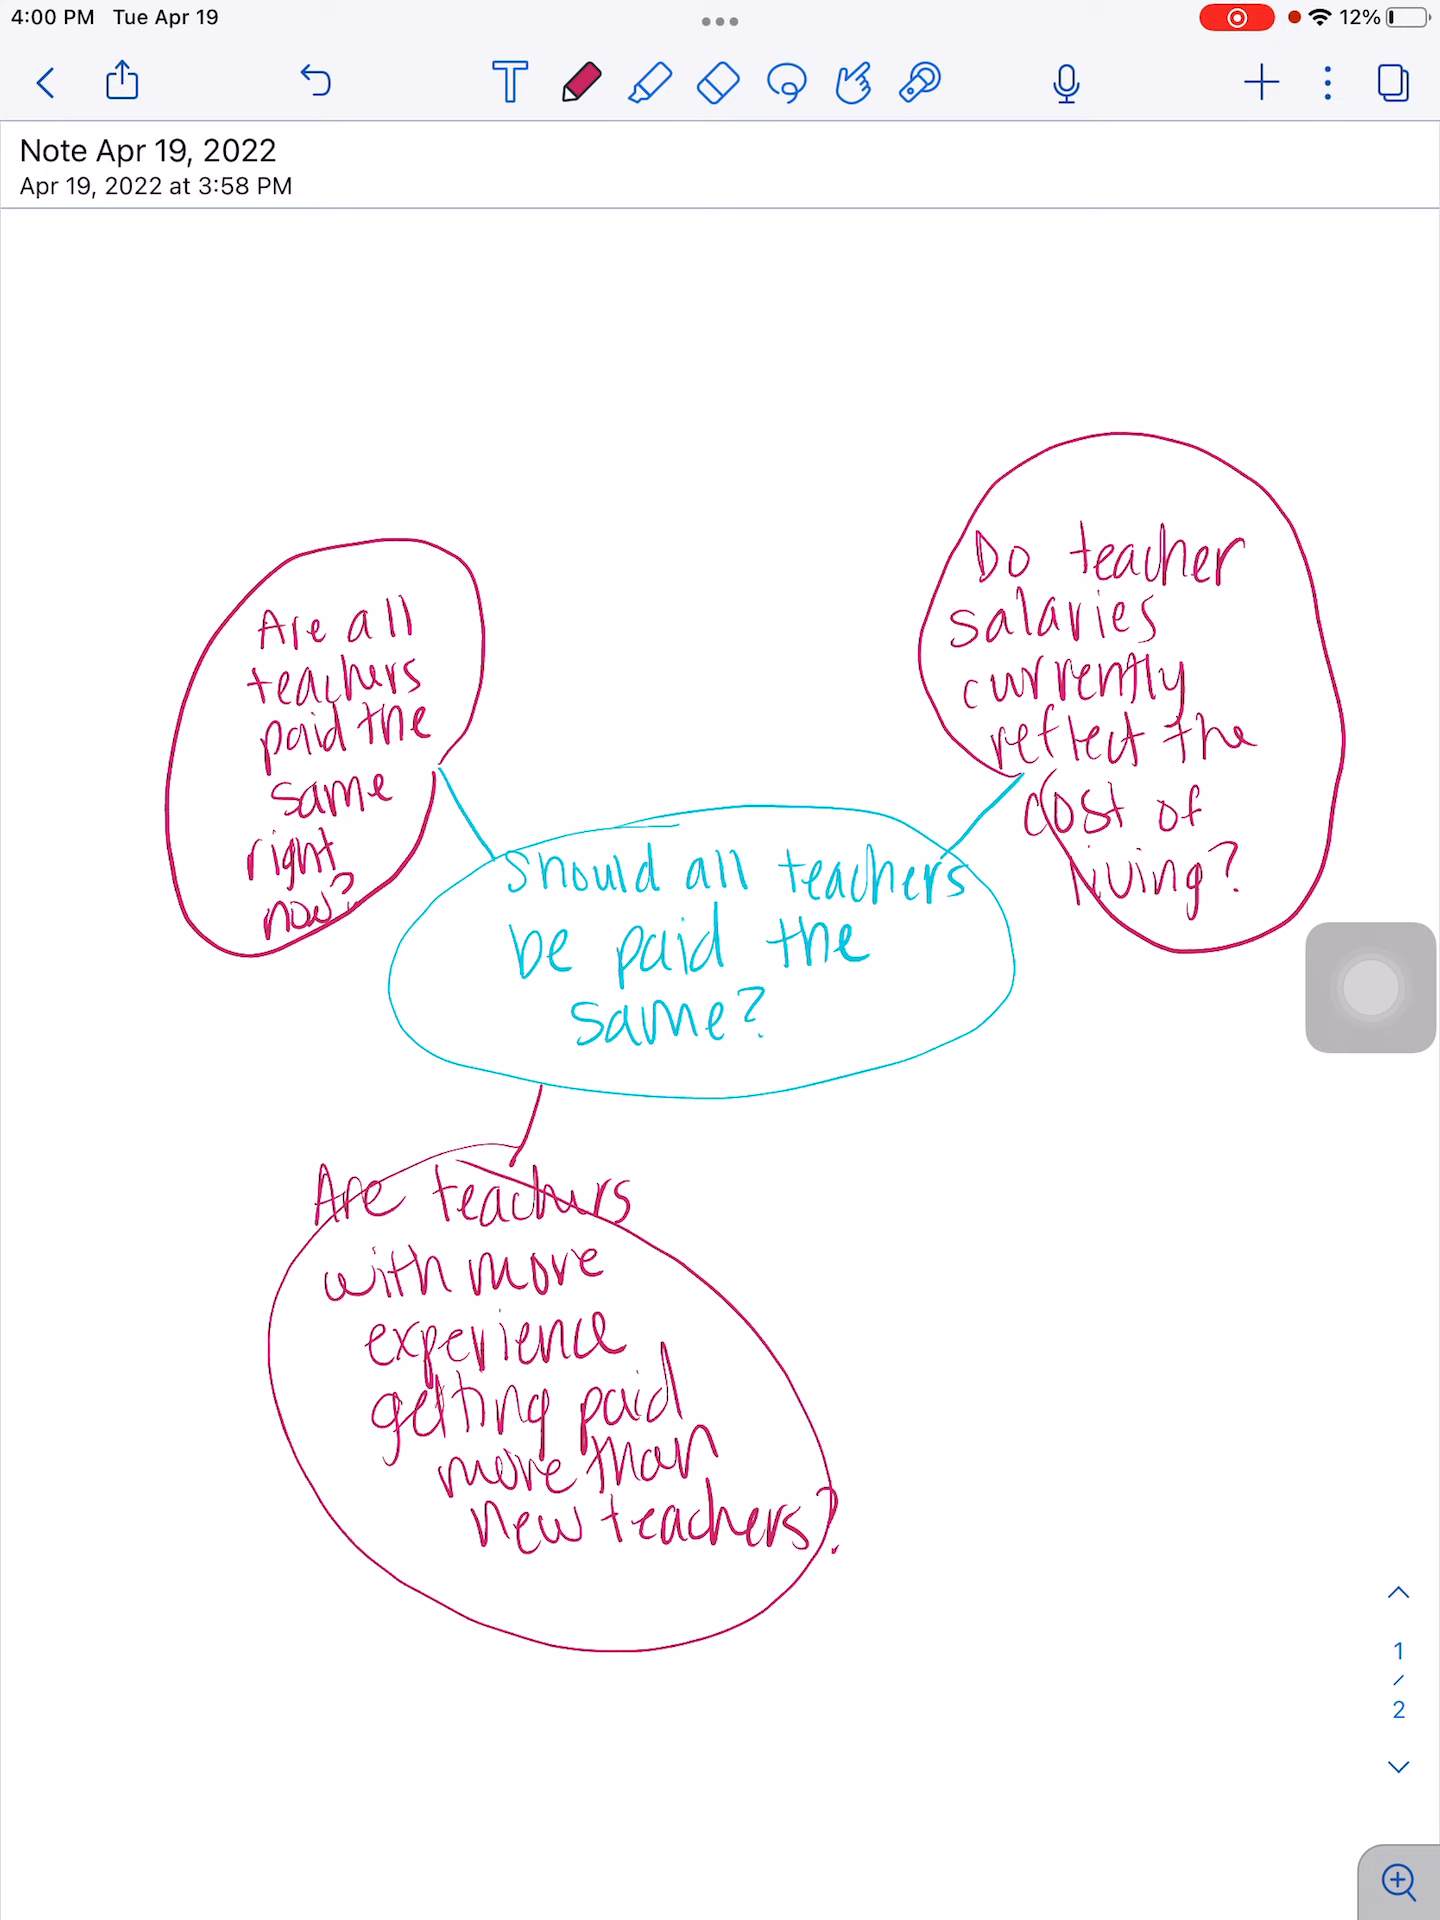 4:00 PM Tue Apr 19
12%
Note Apr 19, 2022
Apr 19, 2022 at 3:58 PM
Are all
teachers
paid the
same
right
now?
Do teacher
salaries
currently
reflect the
cost of
living?
Should all teachers
be paid the
same?
Are teachers
with more
experience
getting paid
more than
new teachers?
1
/
2